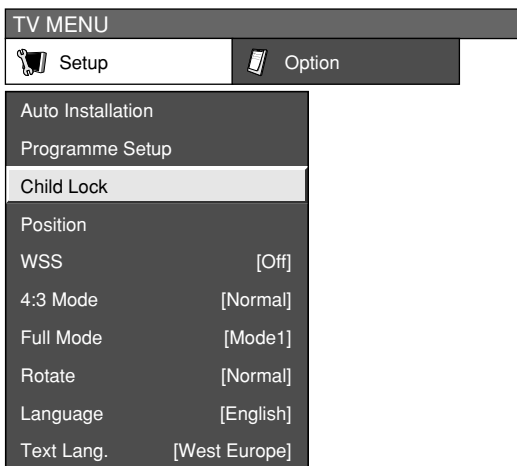 TV MENU
Setup Option
Auto Installation
Programme Setup
Child Lock
Position
WSS [Off]
4:3 Mode [Normal]
Full Mode [Mode1]
Rotate [Normal]
Language [English]
Text Lang. [West Europe]